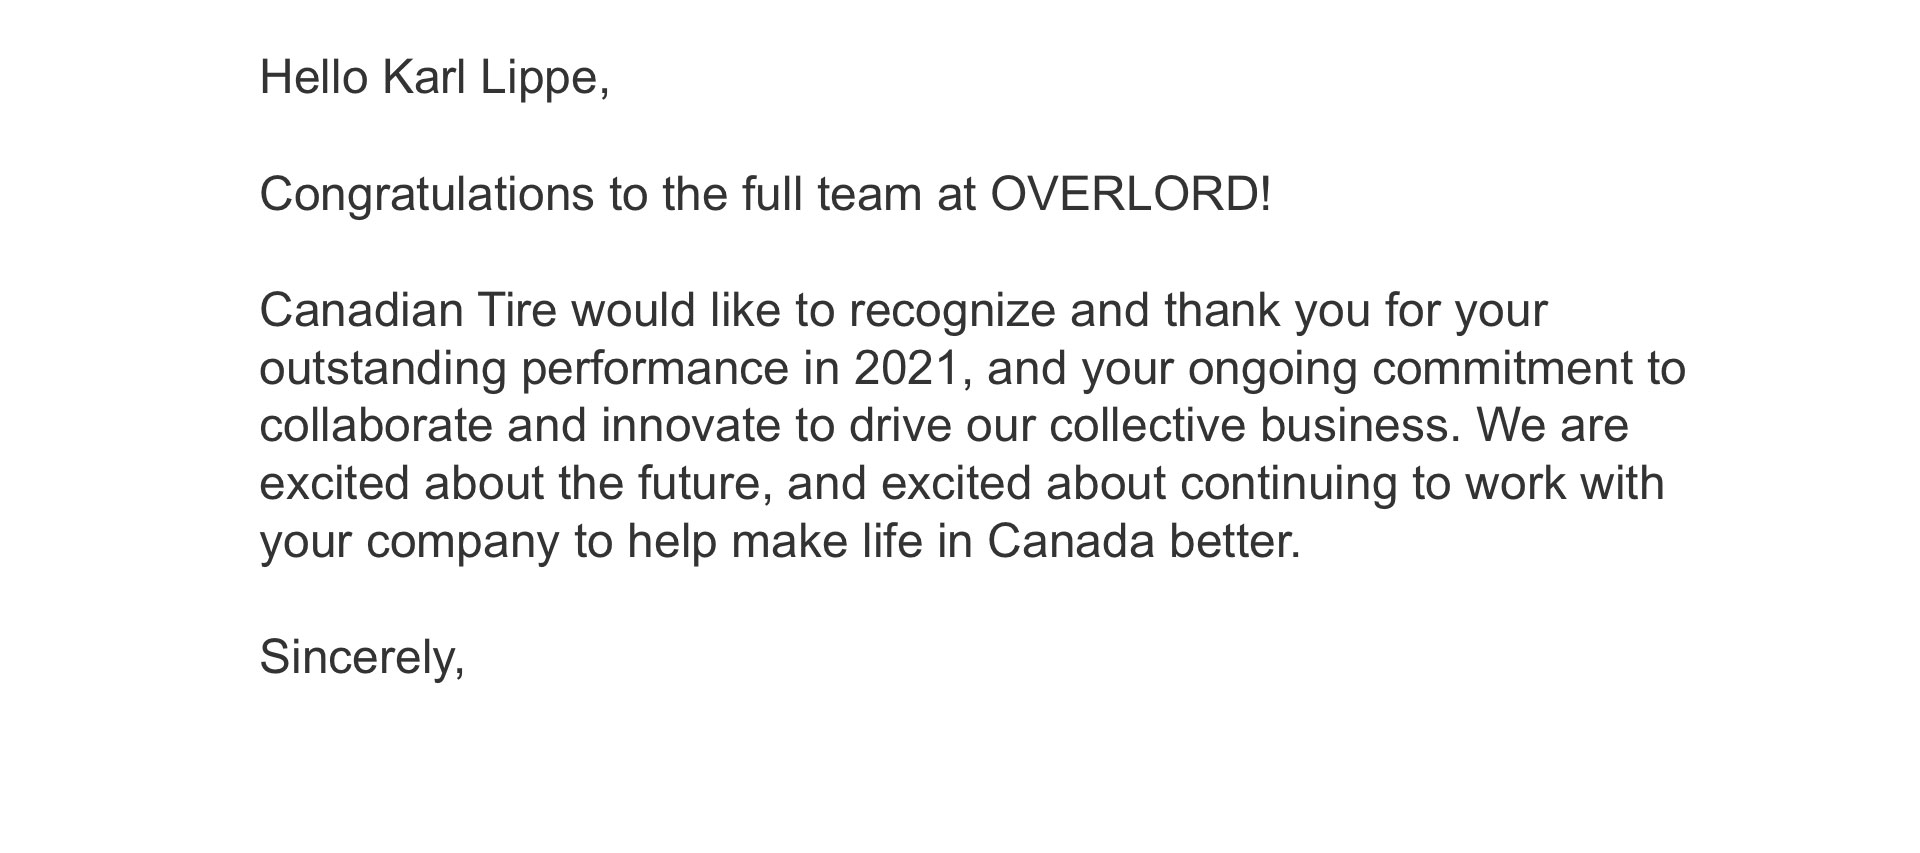 Hello Karl Lippe,
Congratulations to the full team at OVERLORD!
Canadian Tire would like to recognize and thank you for your
outstanding performance in 2021, and your ongoing commitment to
collaborate and innovate to drive our collective business. We are
excited about the future, and excited about continuing to work with
your company to help make life in Canada better.
Sincerely,